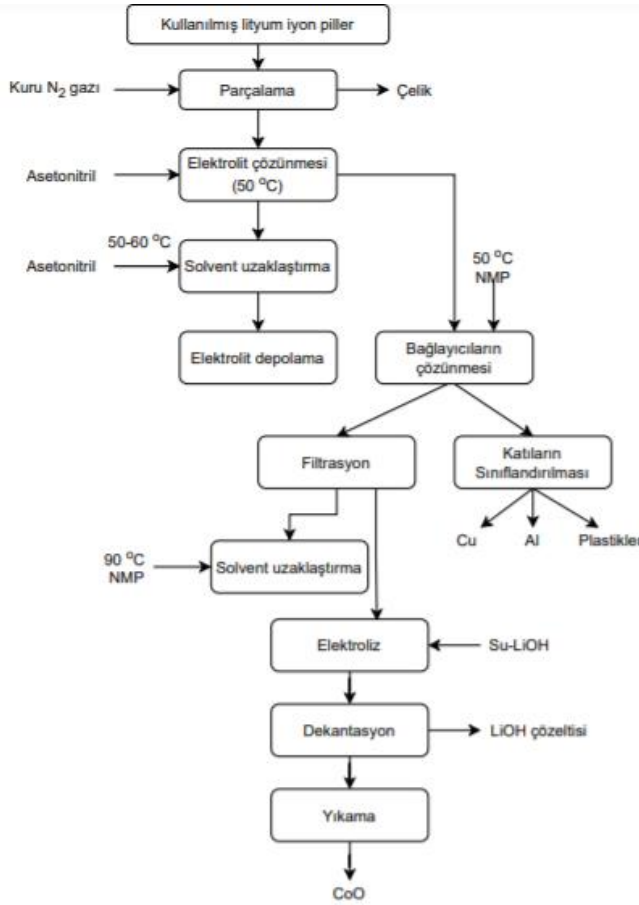 Kullanılmış lityum iyon piller
Kuru N2 gazı
Parçalama
Çelik
Asetonitril
Elektrolit çözünmesi
(50 °C)
50-60 °C
Asetonitril
Solvent uzaklaştırma
50 °C
NMP
Elektrolit depolama
Bağlayıcıların
çözünmesi
Filtrasyon
Katıların
Sınıflandırılması
Cu
Al
Plastikler
90 °C
NMP
Solvent uzaklaştırma
Elektroliz
Su-LiOH
Dekantasyon
LiOH çözeltisi
Yıkama
CoO